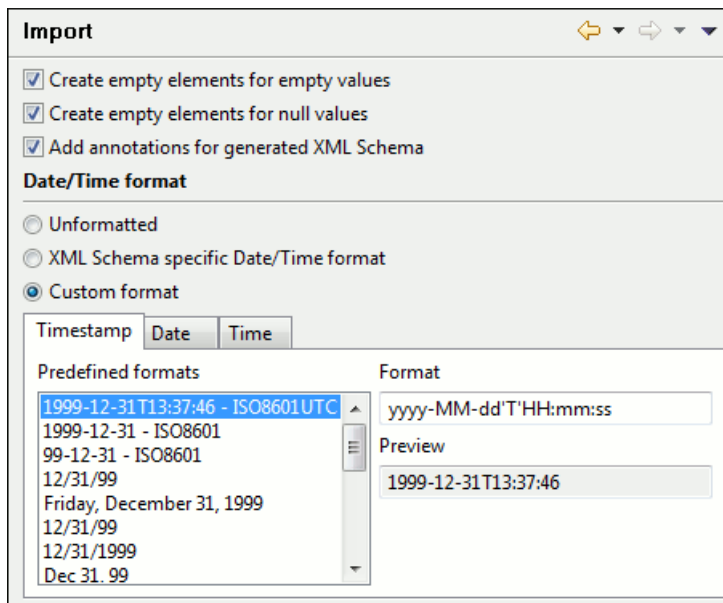 Import
Create empty elements for empty values
Create empty elements for null values
Add annotations for generated XML Schema
Date/Time format
Unformatted
XML Schema specific Date/Time format
Custom format
Timestamp Date Time
Predefined formats
1999-12-31T13:37:46 - ISO8601UTC
1999-12-31 - ISO8601
99-12-31 - ISO8601
12/31/99
Friday, December 31, 1999
12/31/99
12/31/1999
Dec 31. 99
Format
yyyy-MM-dd'T'HH:mm:ss
Preview
1999-12-31T13:37:46